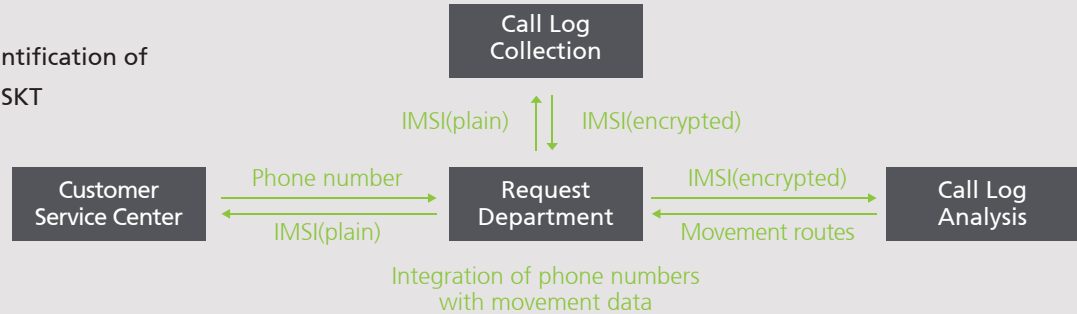 Call Log
Collection
ntification of
SKT
IMSI(plain)
IMSI(encrypted)
Customer
Service Center
Phone number
IMSI(plain)
Request
Department
IMSI(encrypted)
Movement routes
Call Log
Analysis
Integration of phone numbers
with movement data